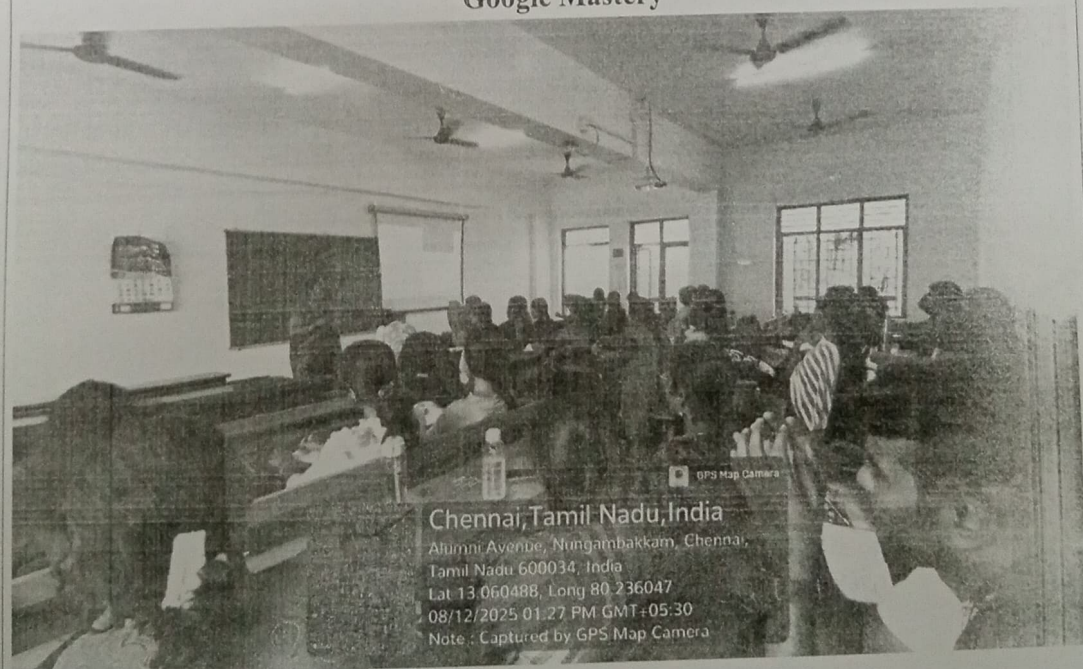 Google Mastery
GPS Map Camera
Chennai,Tamil Nadu,India
Alumni Avenue, Nungambakkam, Chennai,
Tamil Nadu 600034, India
Lat 13.060488, Long 80.236047
08/12/2025 01:27 PM GMT+05:30
Note : Captured by GPS Map Camera